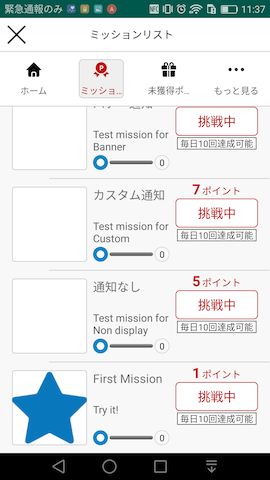 緊急通報のみ
11:37
ミッションリスト
ホーム
ミッショ...
未獲得ポ...
もっと見る
挑戦中
Test mission for
Banner
毎日10回達成可能
0
カスタム通知
7ポイント
挑戦中
Test mission for
Custom
毎日10回達成可能
0
通知なし
5ポイント
挑戦中
Test mission for
Non display
毎日10回達成可能
0
First Mission
1ポイント
挑戦中
Try it!
毎日10回達成可能
0